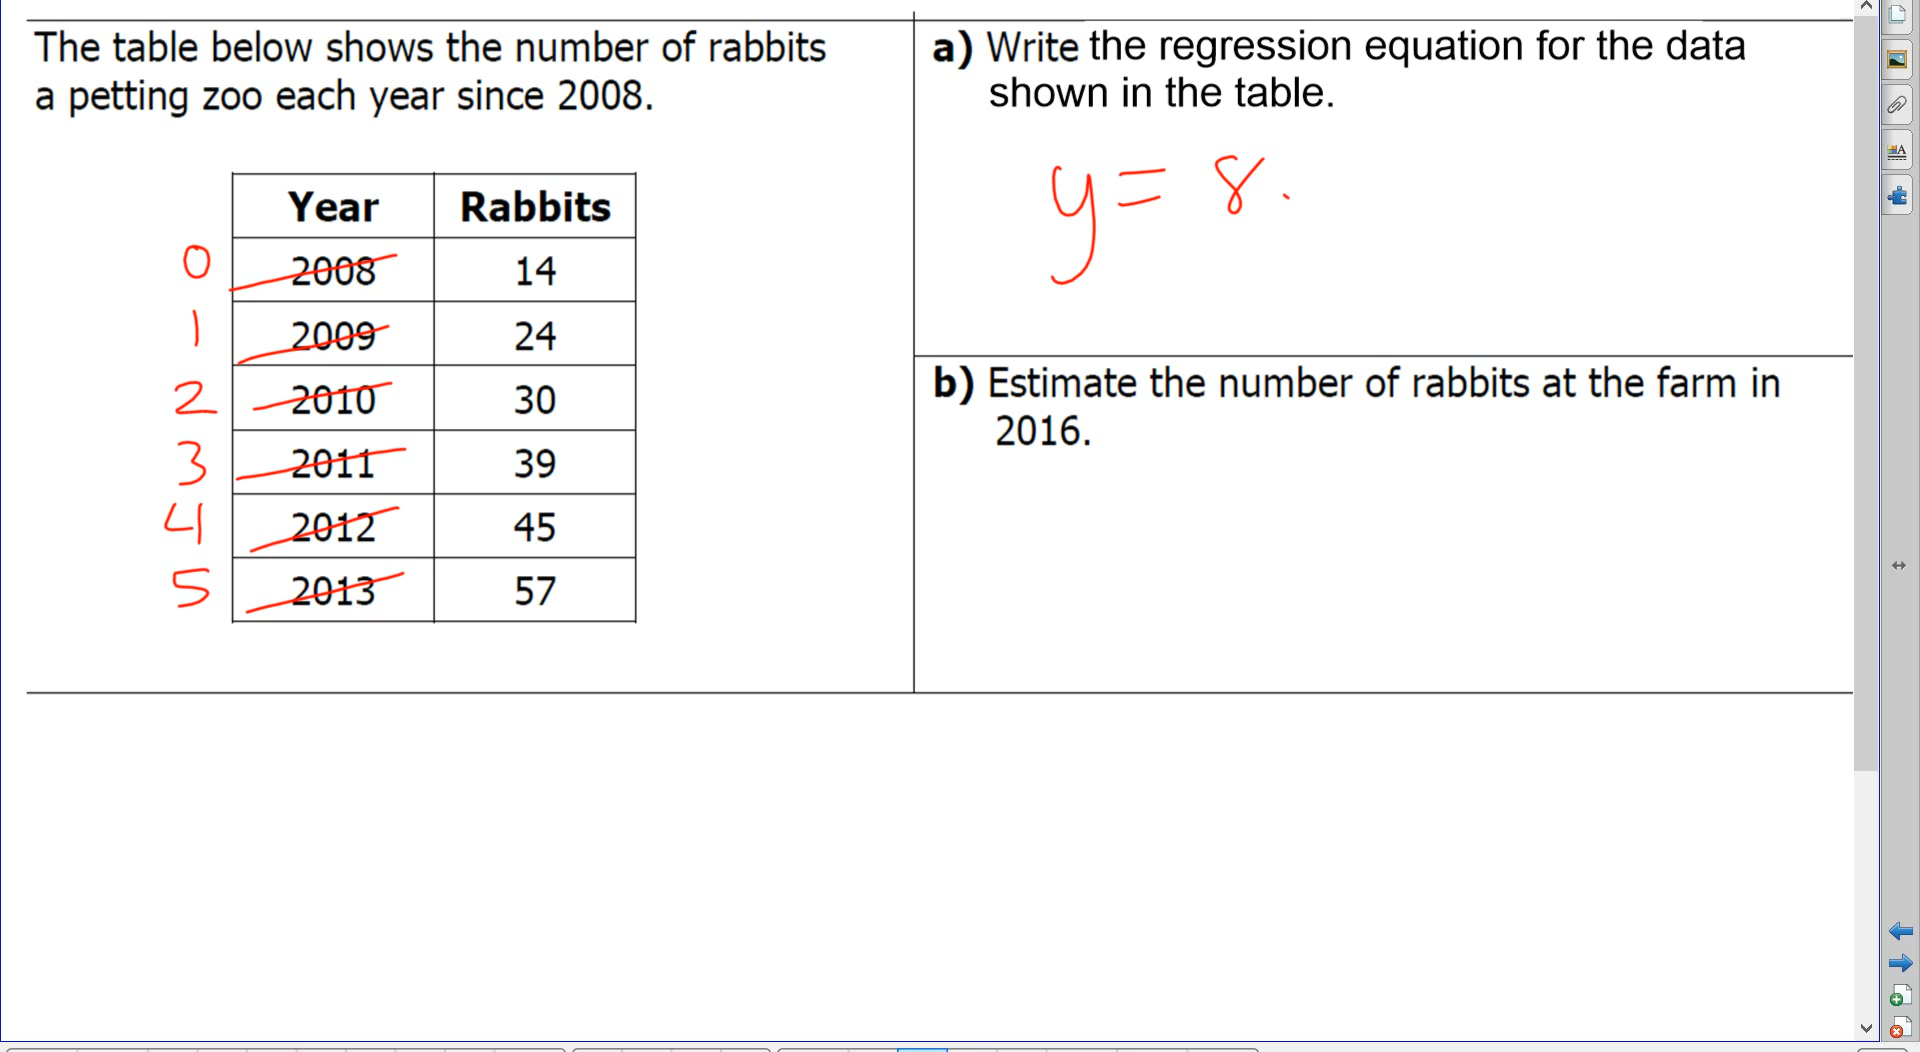 The table below shows the number of rabbits
a petting zoo each year since 2008.
Year Rabbits
0 2008 14
1 2009 24
2 2010 30
3 2011 39
4 2012 45
5 2013 57
a) Write the regression equation for the data
shown in the table.
y = 8.
b) Estimate the number of rabbits at the farm in
2016.